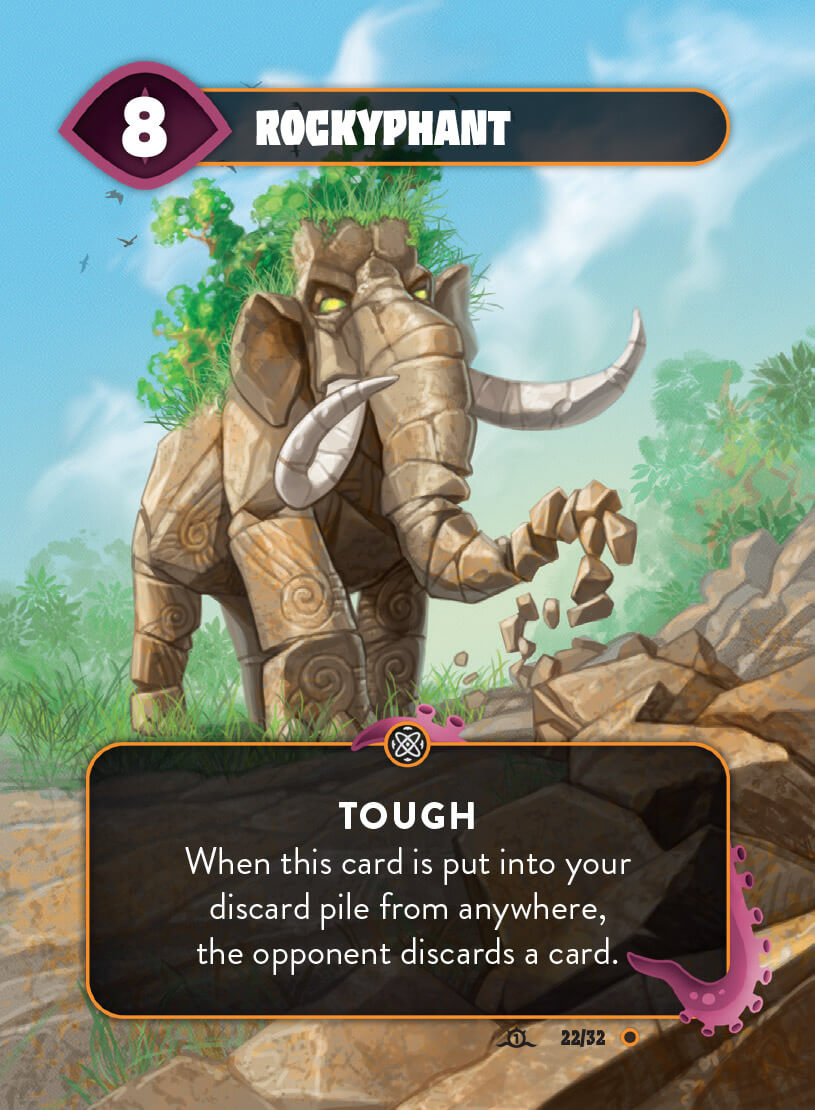 8
ROCKYPHANT
TOUGH
When this card is put into your
discard pile from anywhere,
the opponent discards a card.
1 22/32